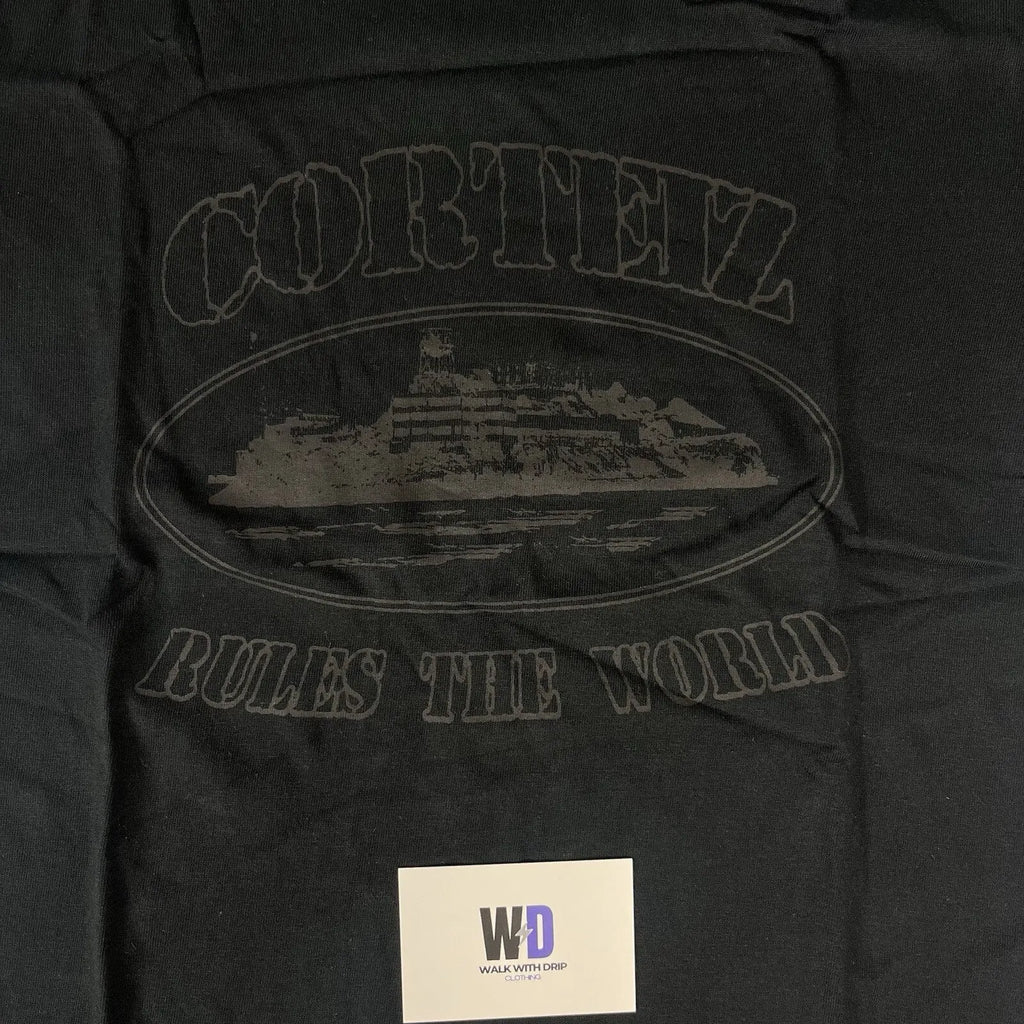 CORTEIZ
RULES THE WORLD
WD
WALK WITH DRIP
CLOTHING